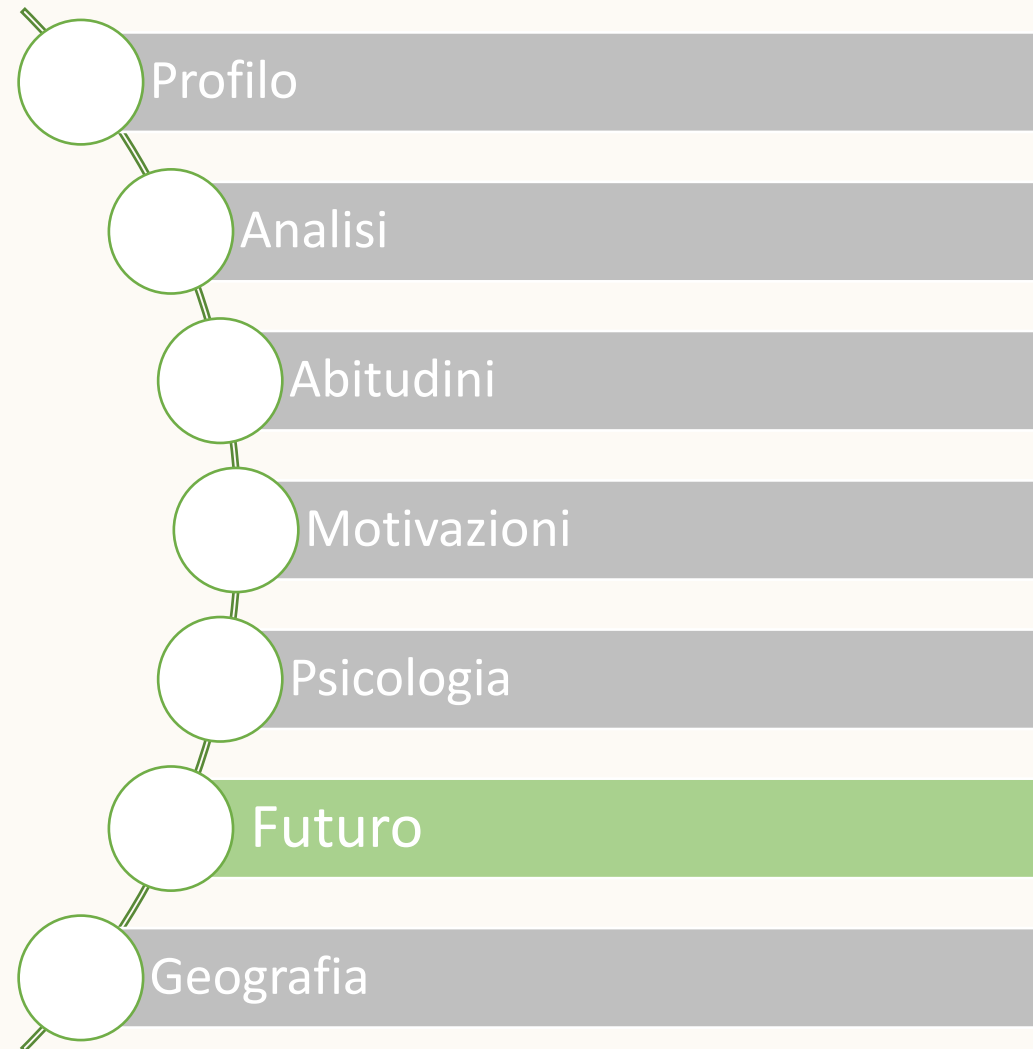 Profilo
Analisi
Abitudini
Motivazioni
Psicologia
Futuro
Geografia